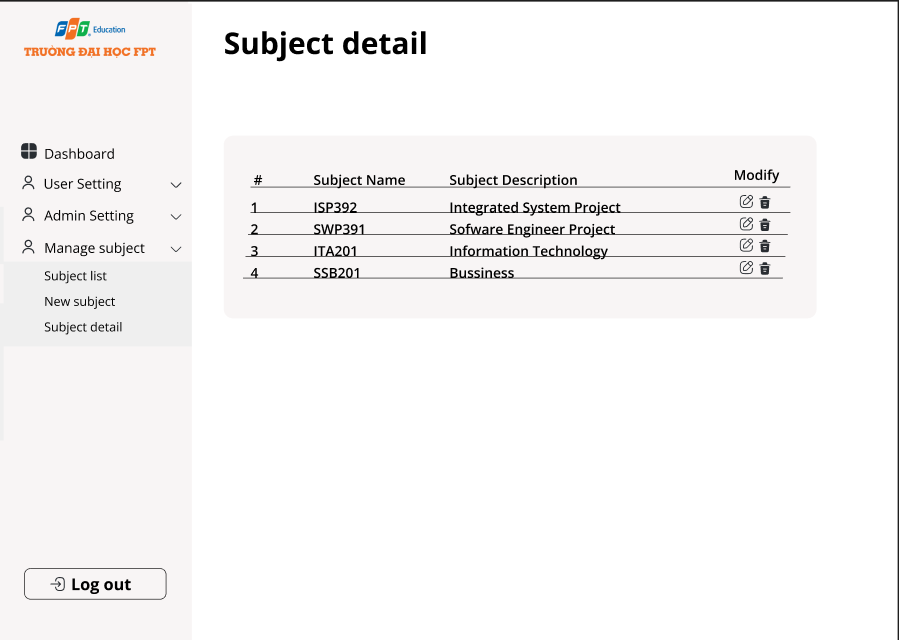 FPT Education
TRƯỜNG ĐẠI HỌC FPT
Dashboard
User Setting
Admin Setting
Manage subject
Subject list
New subject
Subject detail
Log out
Subject detail
# Subject Name Subject Description Modify
1 ISP392 Integrated System Project
2 SWP391 Sofware Engineer Project
3 ITA201 Information Technology
4 SSB201 Bussiness